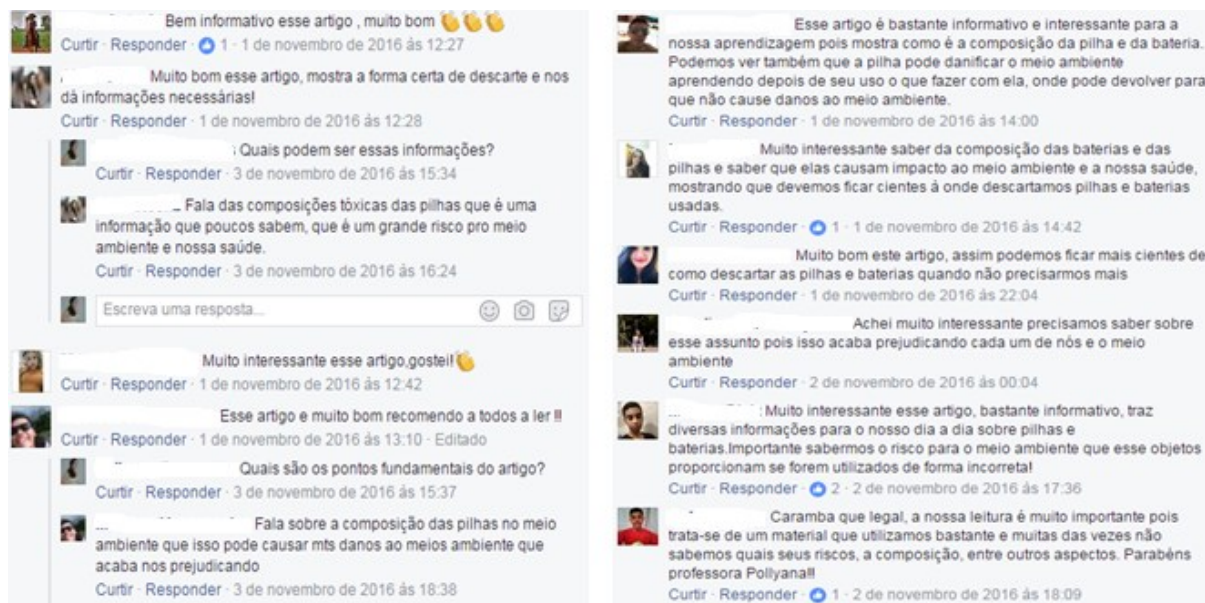 Bem informativo esse artigo , muito bom 👏👏👏
Curtir · Responder · 1 · 1 de novembro de 2016 às 12:27
Muito bom esse artigo, mostra a forma certa de descarte e nos
dá informações necessárias!
Curtir · Responder · 1 de novembro de 2016 às 12:28
Quais podem ser essas informações?
Curtir · Responder · 3 de novembro de 2016 às 15:34
Fala das composições tóxicas das pilhas que é uma
informação que poucos sabem, que é um grande risco pro meio
ambiente e nossa saúde.
Curtir · Responder · 3 de novembro de 2016 às 16:24
Escreva uma resposta...
Muito interessante esse artigo,gostei!👏
Curtir · Responder · 1 de novembro de 2016 às 12:42
Esse artigo e muito bom recomendo a todos a ler !!
Curtir · Responder · 1 de novembro de 2016 às 13:10 · Editado
Quais são os pontos fundamentais do artigo?
Curtir · Responder · 3 de novembro de 2016 às 15:37
Fala sobre a composição das pilhas no meio
ambiente que isso pode causar mts danos ao meios ambiente que
acaba nos prejudicando
Curtir · Responder · 3 de novembro de 2016 às 18:38
Esse artigo é bastante informativo e interessante para a
nossa aprendizagem pois mostra como é a composição da pilha e da bateria.
Podemos ver também que a pilha pode danificar o meio ambiente
aprendendo depois de seu uso o que fazer com ela, onde pode devolver para
que não cause danos ao meio ambiente.
Curtir · Responder · 1 de novembro de 2016 às 14:00
Muito interessante saber da composição das baterias e das
pilhas e saber que elas causam impacto ao meio ambiente e a nossa saúde,
mostrando que devemos ficar cientes à onde descartamos pilhas e baterias
usadas.
Curtir · Responder · 1 · 1 de novembro de 2016 às 14:42
Muito bom este artigo, assim podemos ficar mais cientes de
como descartar as pilhas e baterias quando não precisarmos mais
Curtir · Responder · 1 de novembro de 2016 às 22:04
Achei muito interessante precisamos saber sobre
esse assunto pois isso acaba prejudicando cada um de nós e o meio
ambiente
Curtir · Responder · 2 de novembro de 2016 às 00:04
Muito interessante esse artigo, bastante informativo, traz
diversas informações para o nosso dia a dia sobre pilhas e
baterias.Importante sabermos o risco para o meio ambiente que esse objetos
proporcionam se forem utilizados de forma incorreta!
Curtir · Responder · 2 · 2 de novembro de 2016 às 17:36
Caramba que legal, a nossa leitura é muito importante pois
trata-se de um material que utilizamos bastante e muitas das vezes não
sabemos quais seus riscos, a composição, entre outros aspectos. Parabéns
professora Pollyana!!!
Curtir · Responder · 1 · 2 de novembro de 2016 às 18:09